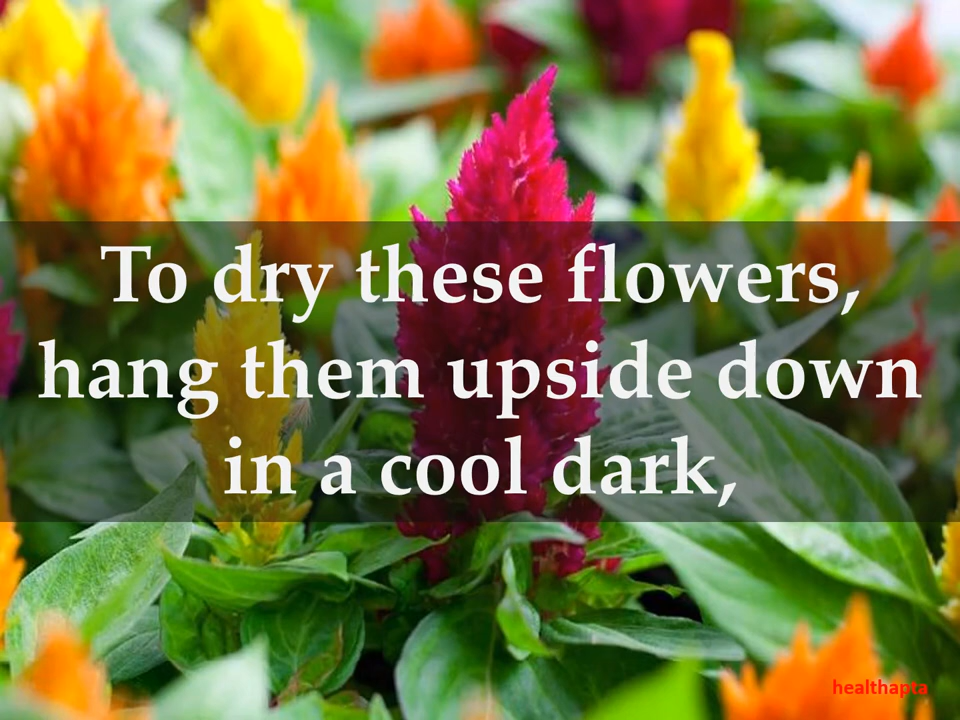 To dry these flowers,
hang them upside down
in a cool dark,
healthapta